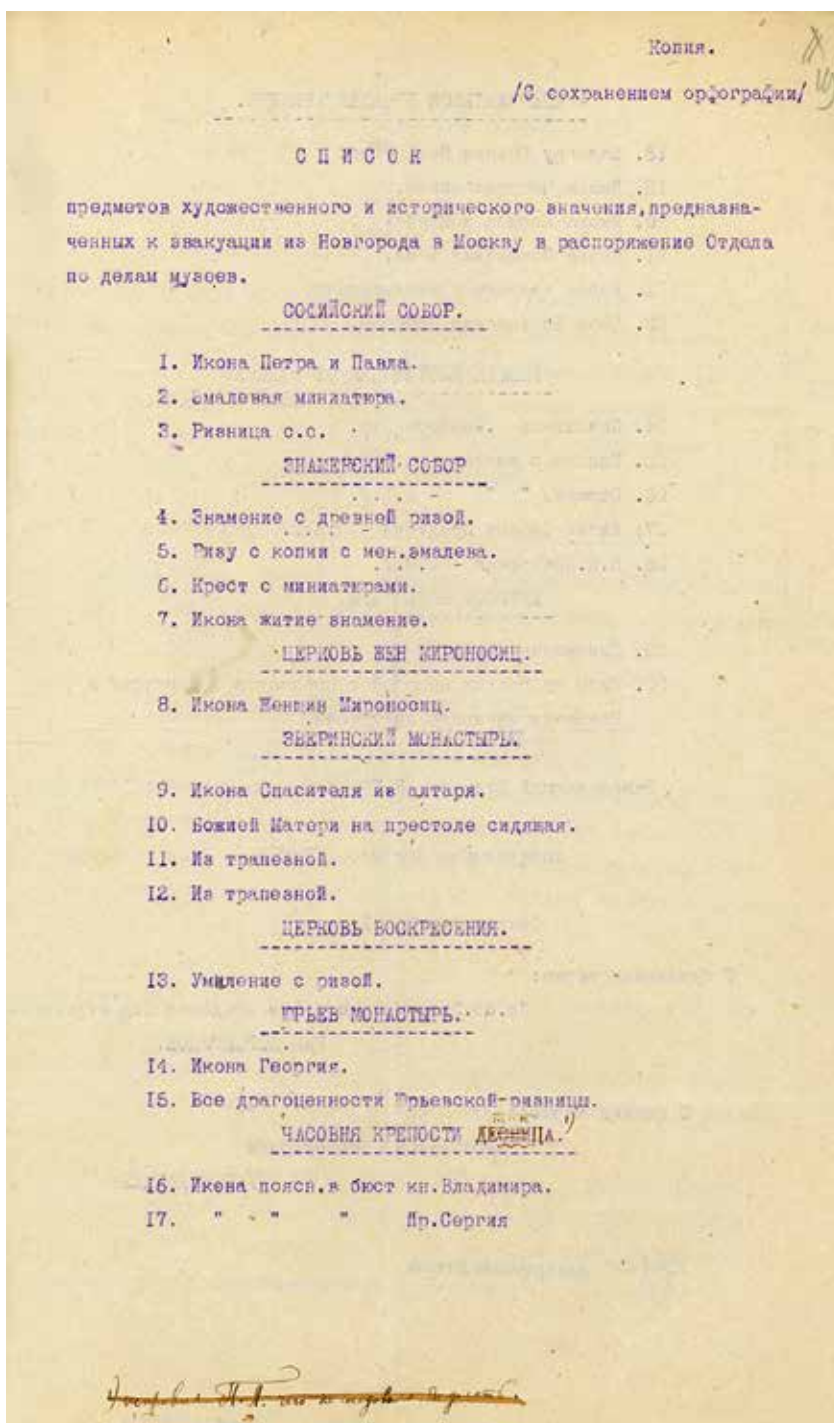 Копия.
/С сохранением орфографии/
СПИСОК
предметов художественного и исторического значения, предназна-
ченных к эвакуации из Новгорода в Москву в распоряжение Отдела
по делам музеев.
СОФИЙСКИЙ СОБОР.
1. Икона Петра и Павла.
2. Эмалевая миниатюра.
3. Ризница с.с.
ЗНАМЕНСКИЙ СОБОР
4. Знамение с древней ризой.
5. Ризу с копии с мен.эмалева.
6. Крест с миниатюрами.
7. Икона житие знамение.
ЦЕРКОВЬ ЖЕН МИРОНОСИЦ.
8. Икона Женщин Мироносиц.
ЗВЕРИНСКИЙ МОНАСТЫРЬ.
9. Икона Спасителя из алтаря.
10. Божией Матери на престоле сидящая.
11. Из трапезной.
12. Из трапезной.
ЦЕРКОВЬ ВОСКРЕСЕНИЯ.
13. Умиление с ризой.
ЮРЬЕВ МОНАСТЫРЬ.
14. Икона Георгия.
15. Все драгоценности Юрьевской-ризницы.
ЧАСОВНЯ КРЕПОСТИ
16. Икена поясн.в бюст кн.Владимира.
17. " " " Пр.Сергия